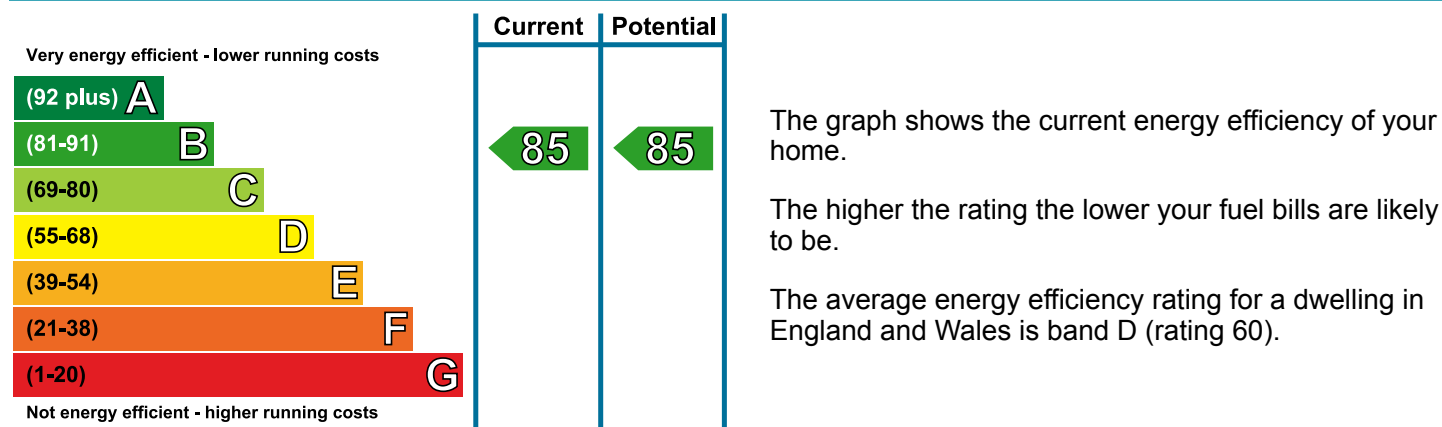 Current Potential
Very energy efficient - lower running costs
(92 plus) A
(81-91) B
(69-80) C
(55-68) D
(39-54) E
(21-38) F
(1-20) G
Not energy efficient - higher running costs
85 85
The graph shows the current energy efficiency of your
home.
The higher the rating the lower your fuel bills are likely
to be.
The average energy efficiency rating for a dwelling in
England and Wales is band D (rating 60).